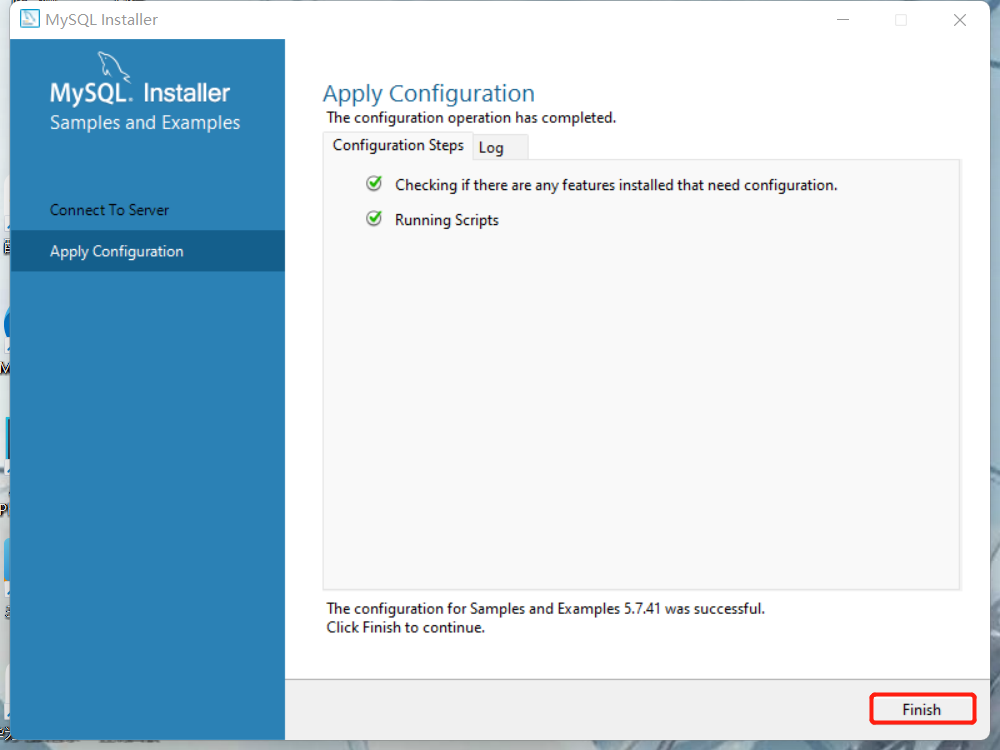 MySQL Installer
MySQL. Installer
Samples and Examples
Connect To Server
Apply Configuration
Apply Configuration
The configuration operation has completed.
Configuration Steps
Log
Checking if there are any features installed that need configuration.
Running Scripts
The configuration for Samples and Examples 5.7.41 was successful.
Click Finish to continue.
Finish